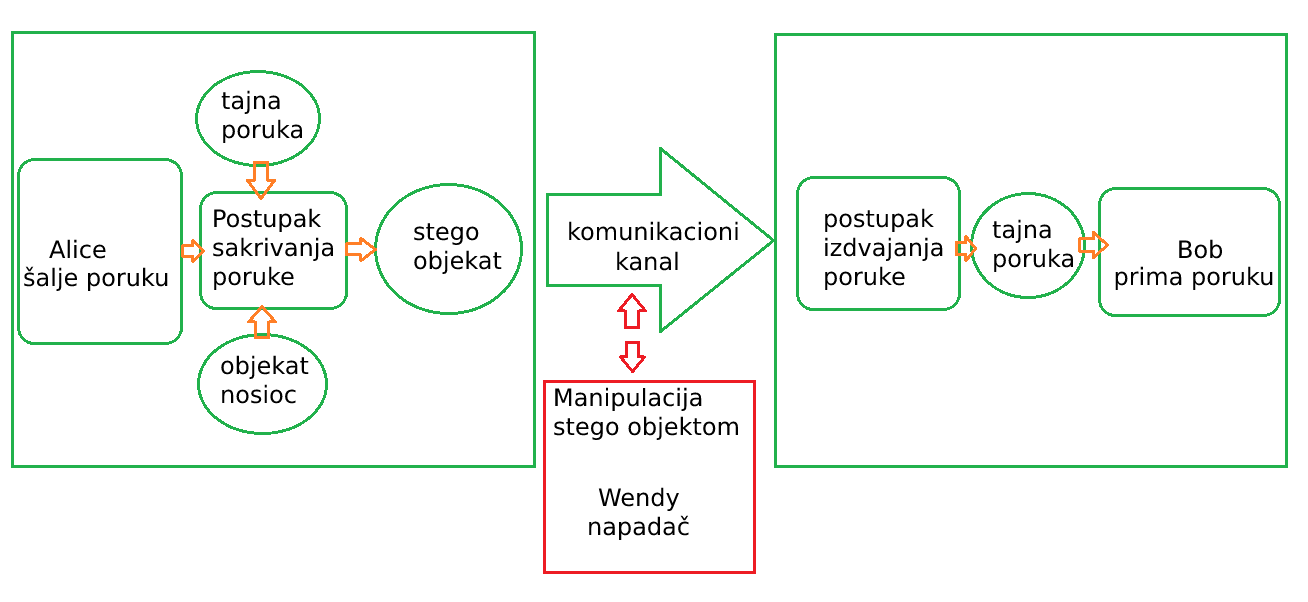 tajna
poruka
Alice
šalje poruku
Postupak
sakrivanja
poruke
stego
objekat
objekat
nosioc
komunikacioni
kanal
Manipulacija
stego objektom
Wendy
napadač
postupak
izdvajanja
poruke
tajna
poruka
Bob
prima poruku